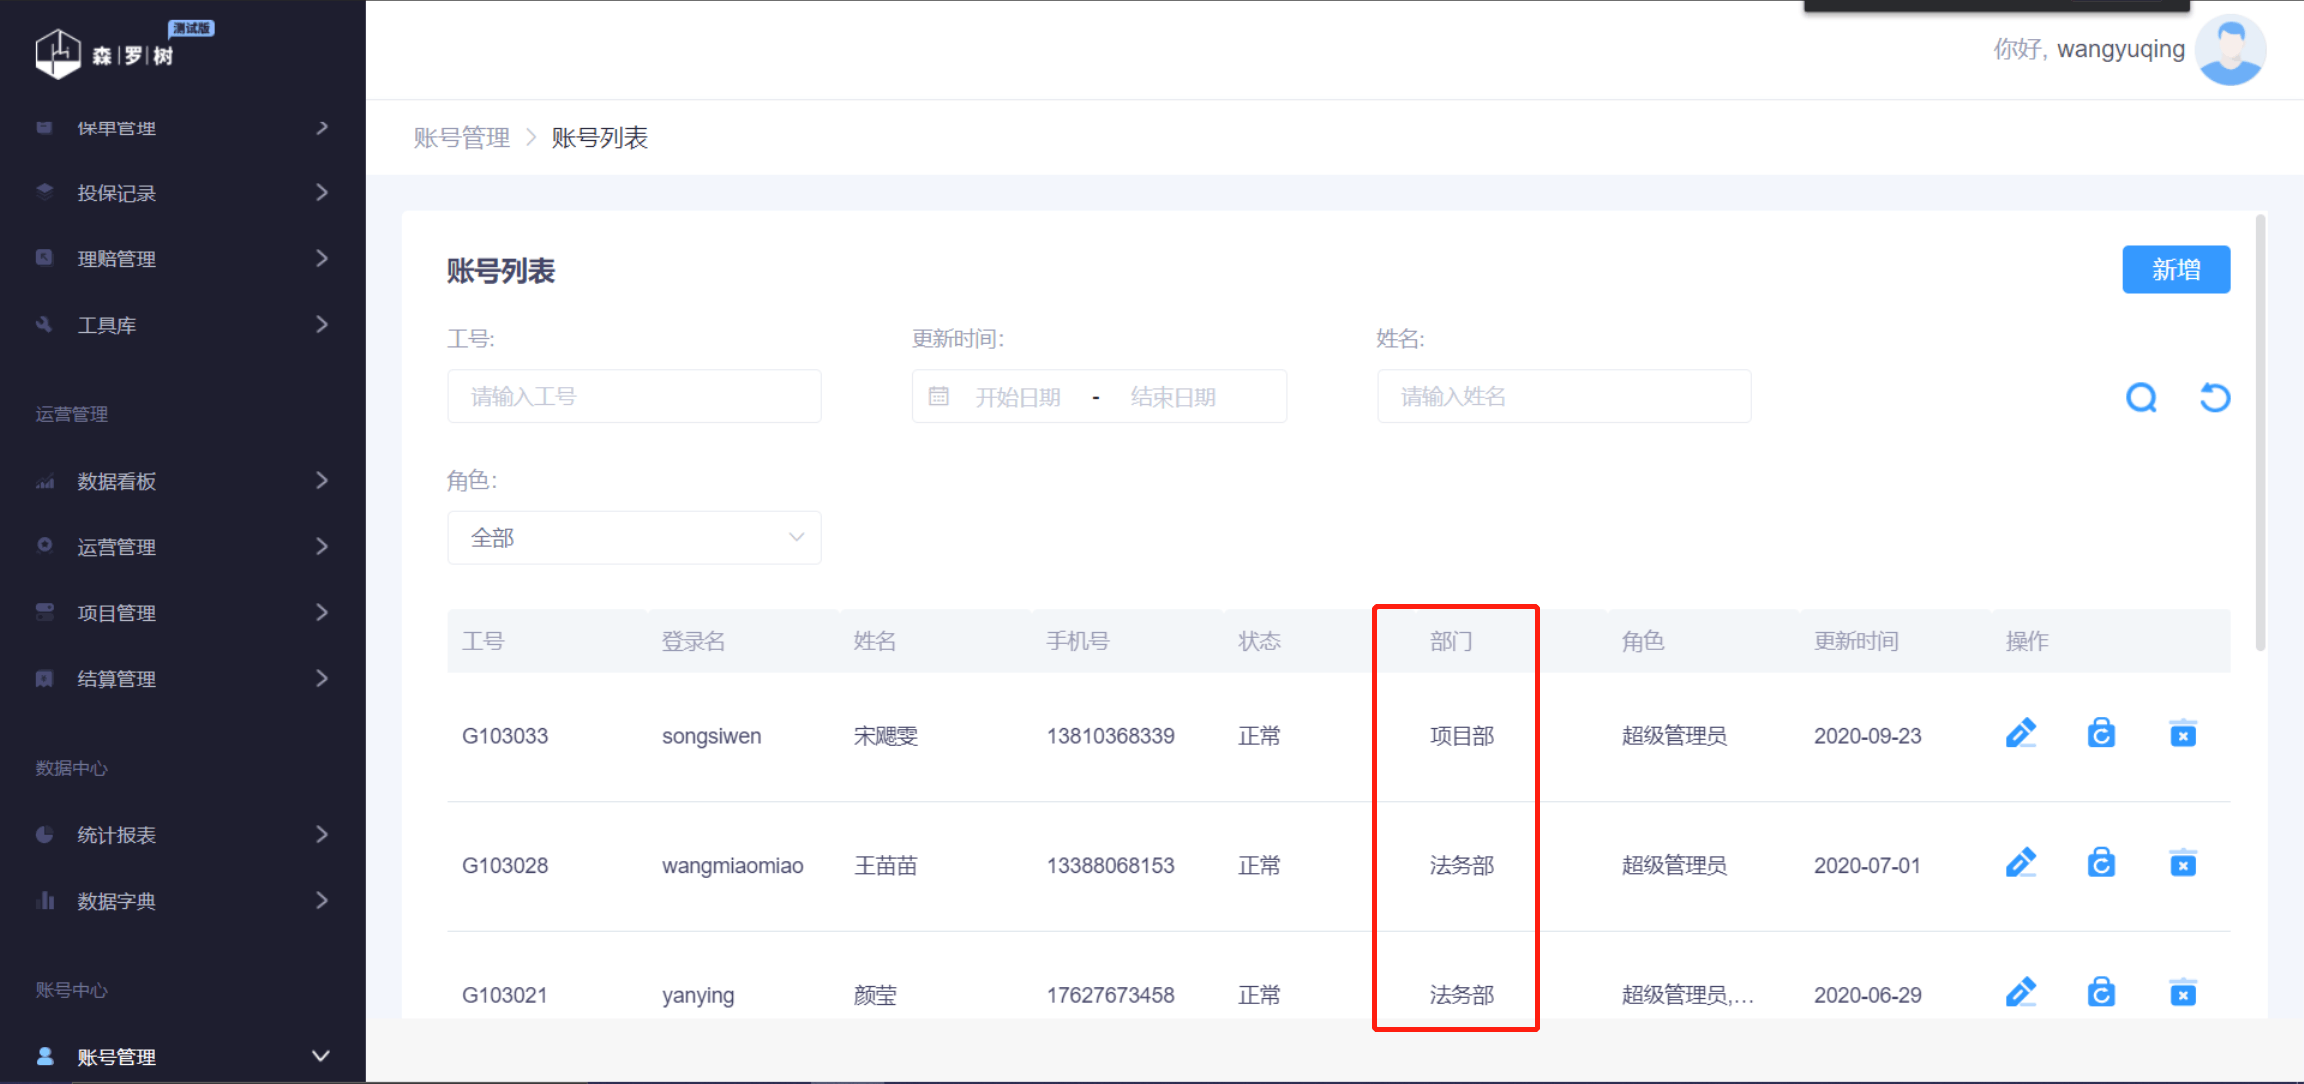 测试版
森|罗|树
你好, wangyuqing
保单管理
投保记录
理赔管理
工具库
运营管理
数据看板
运营管理
项目管理
结算管理
数据中心
统计报表
数据字典
账号中心
账号管理
账号管理 > 账号列表
账号列表
新增
工号: 更新时间: 姓名:
请输入工号 开始日期 - 结束日期 请输入姓名
角色:
全部
工号 登录名 姓名 手机号 状态 部门 角色 更新时间 操作
G103033 songsiwen 宋飔雯 13810368339 正常 项目部 超级管理员 2020-09-23
G103028 wangmiaomiao 王苗苗 13388068153 正常 法务部 超级管理员 2020-07-01
G103021 yanying 颜莹 17627673458 正常 法务部 超级管理员,... 2020-06-29